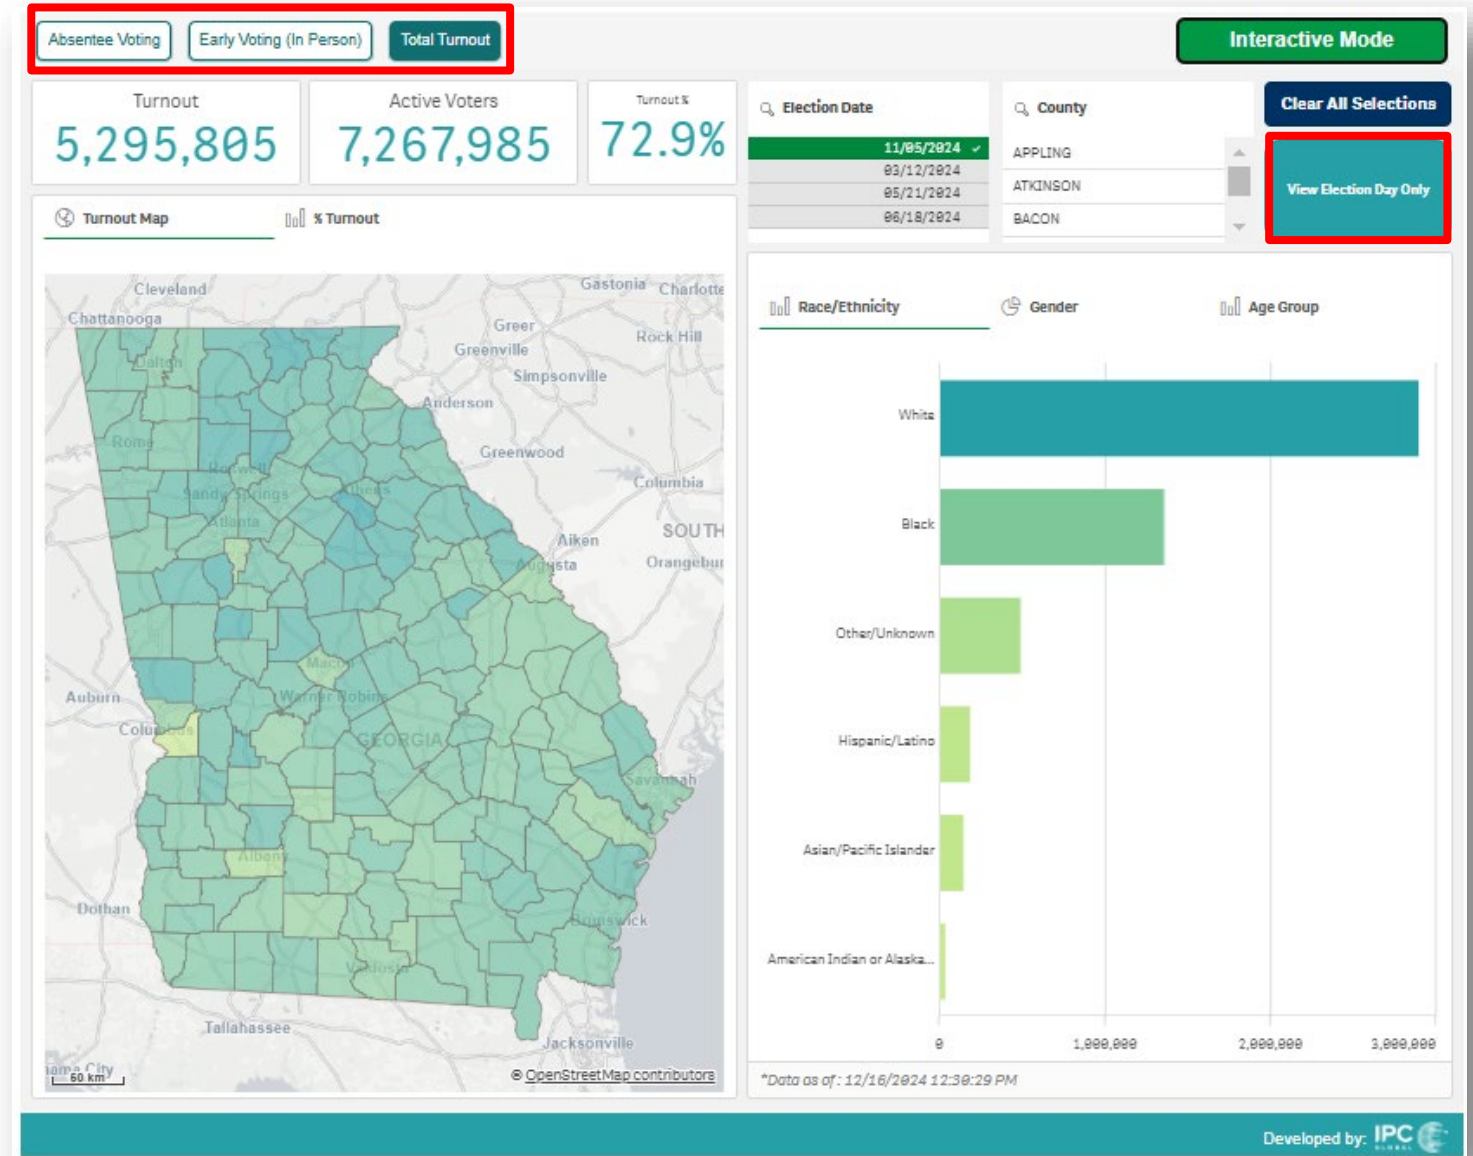 Absentee Voting
Early Voting (In Person)
Total Turnout
Interactive Mode
Turnout
5,295,805
Active Voters
7,267,985
Turnout %
72.9%
Election Date
11/05/2024
03/12/2024
05/21/2024
06/18/2024
County
APPLING
ATKINSON
BACON
Clear All Selections
View Election Day Only
Turnout Map
% Turnout
Cleveland
Gastonia
Charlotte
Chattanooga
Greer
Rock Hill
Greenville
Dalton
Simpsonville
Anderson
Rome
Greenwood
Roswell
Columbia
Sandy Springs
Athens
Atlanta
SOUTH
Aiken
Augusta
Orangebur
Macon
Auburn
Warner Robins
Columbus
GEORGIA
Savannah
Albany
Dothan
Brunswick
Valdosta
Tallahassee
Jacksonville
ama City
60 km
© OpenStreetMap contributors
Race/Ethnicity
Gender
Age Group
White
Black
Other/Unknown
Hispanic/Latino
Asian/Pacific Islander
American Indian or Alaska...
0
1,000,000
2,000,000
3,000,000
*Data as of: 12/16/2024 12:30:29 PM
Developed by: IPC
GLOBAL